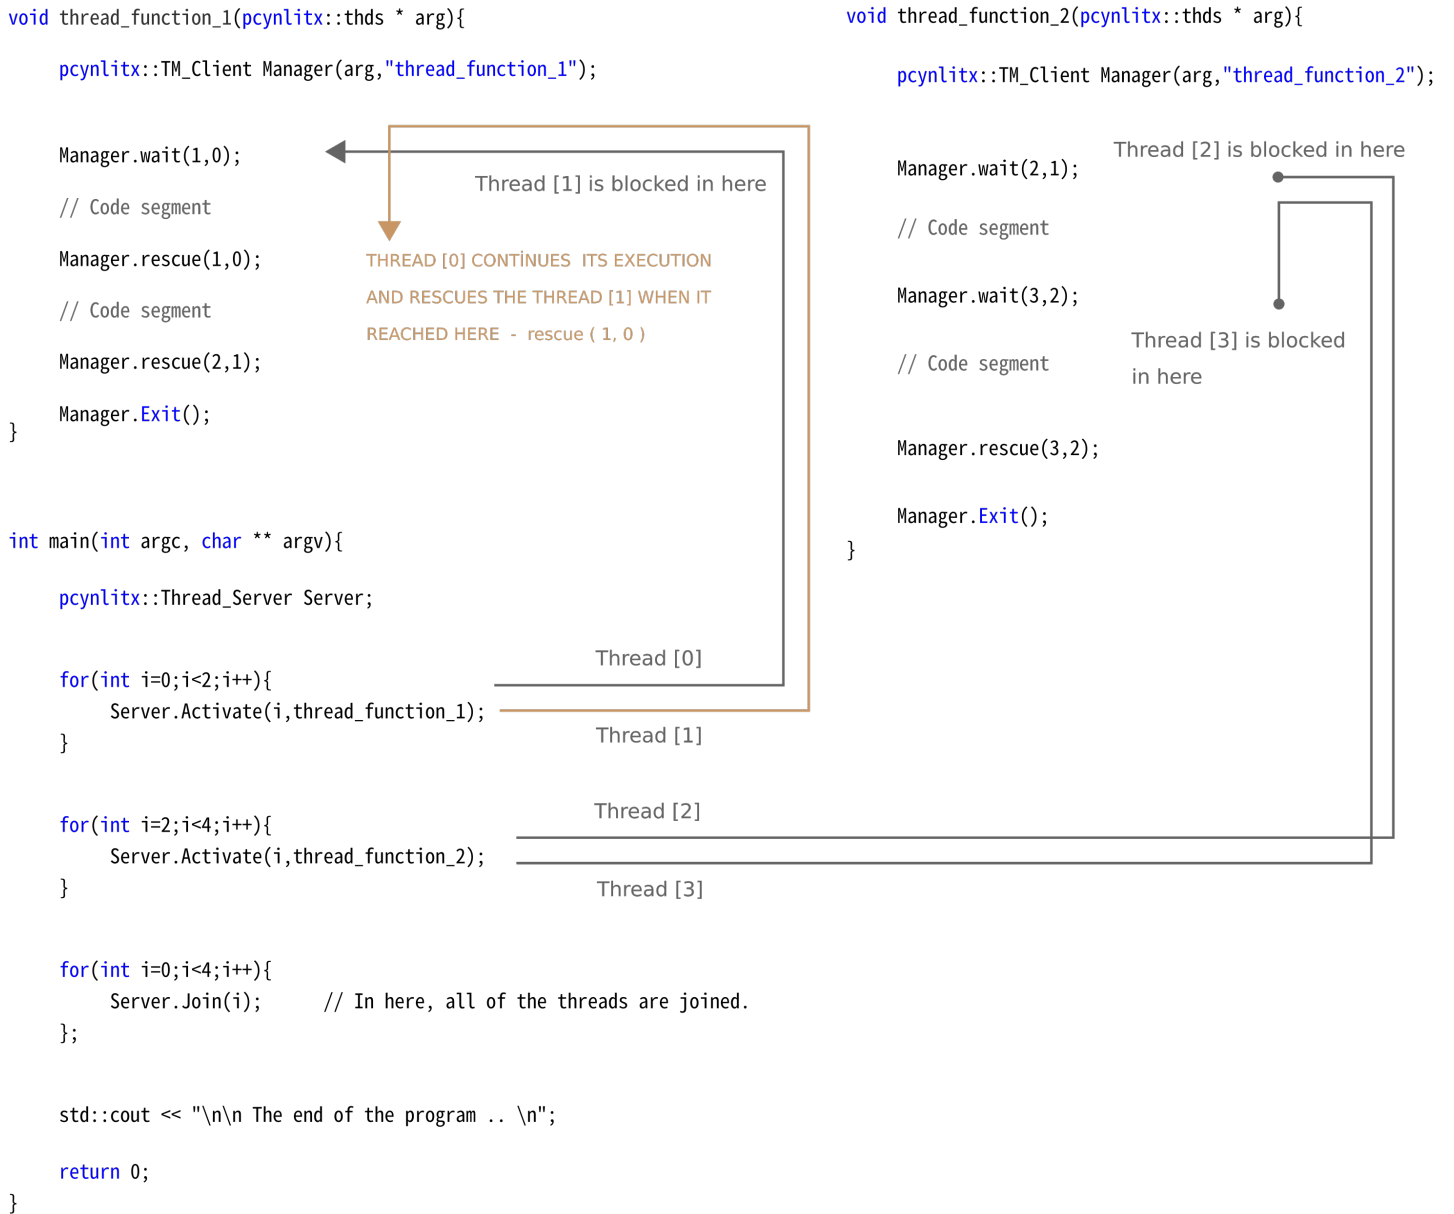 void thread_function_1(pcynlitx::thds * arg){
pcynlitx::TM_Client Manager(arg,"thread_function_1");
Manager.wait(1,0);
Thread [1] is blocked in here
// Code segment
Manager.rescue(1,0);
THREAD [0] CONTİNUES ITS EXECUTION
AND RESCUES THE THREAD [1] WHEN IT
REACHED HERE - rescue ( 1, 0 )
// Code segment
Manager.rescue(2,1);
Manager.Exit();
}
void thread_function_2(pcynlitx::thds * arg){
pcynlitx::TM_Client Manager(arg,"thread_function_2");
Thread [2] is blocked in here
Manager.wait(2,1);
// Code segment
Manager.wait(3,2);
Thread [3] is blocked
in here
// Code segment
Manager.rescue(3,2);
Manager.Exit();
}
int main(int argc, char ** argv){
pcynlitx::Thread_Server Server;
Thread [0]
for(int i=0;i<2;i++){
Server.Activate(i,thread_function_1);
Thread [1]
}
Thread [2]
for(int i=2;i<4;i++){
Server.Activate(i,thread_function_2);
}
Thread [3]
for(int i=0;i<4;i++){
Server.Join(i); // In here, all of the threads are joined.
};
std::cout << "\n\n The end of the program .. \n";
return 0;
}